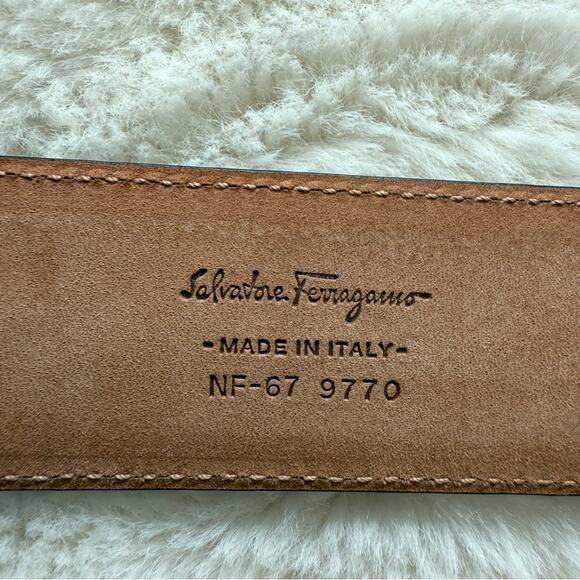 Salvatore Ferragamo
-MADE IN ITALY-
NF-67 9770